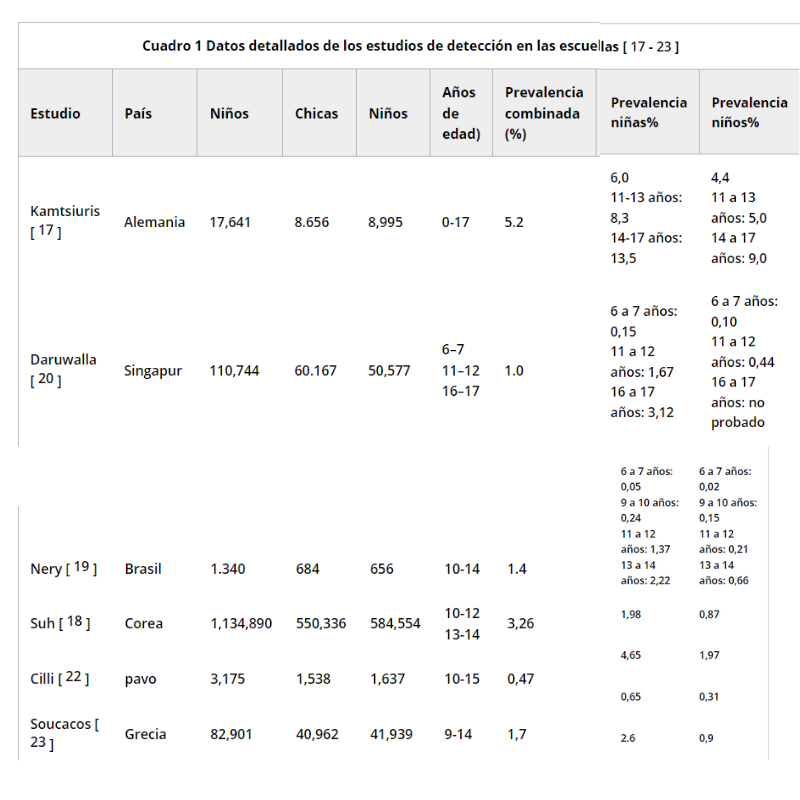 Cuadro 1 Datos detallados de los estudios de detección en las escuelas [ 17 - 23 ]
Estudio País Niños Chicas Niños Años de edad) Prevalencia combinada (%) Prevalencia niñas% Prevalencia niños%
Kamtsiuris [ 17 ] Alemania 17,641 8.656 8,995 0-17 5.2
6,0
11-13 años:
8,3
14-17 años:
13,5
4,4
11 a 13
años: 5,0
14 a 17
años: 9,0
Daruwalla [ 20 ] Singapur 110,744 60.167 50,577
6–7
11–12
16–17
1.0
6 a 7 años:
0,15
11 a 12
años: 1,67
16 a 17
años: 3,12
6 a 7 años:
0,10
11 a 12
años: 0,44
16 a 17
años: no
probado
6 a 7 años:
0,05
9 a 10 años:
0,24
11 a 12
años: 1,37
13 a 14
años: 2,22
6 a 7 años:
0,02
9 a 10 años:
0,15
11 a 12
años: 0,21
13 a 14
años: 0,66
Nery [ 19 ] Brasil 1.340 684 656 10-14 1.4
1,98 0,87
Suh [ 18 ] Corea 1,134,890 550,336 584,554
10-12
13-14
3,26
4,65 1,97
Cilli [ 22 ] pavo 3,175 1,538 1,637 10-15 0,47
0,65 0,31
Soucacos [ 23 ] Grecia 82,901 40,962 41,939 9-14 1,7
2.6 0,9